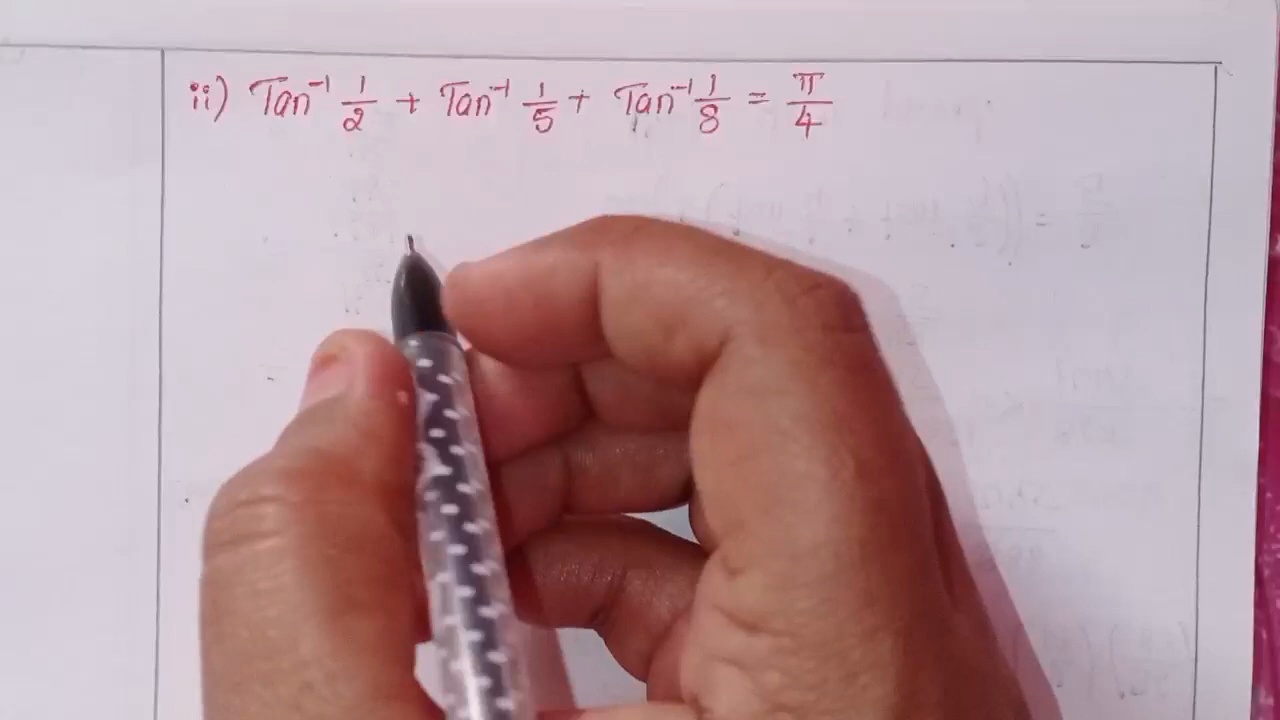 ii) Tan⁻¹ 1/2 + Tan⁻¹ 1/5 + Tan⁻¹ 1/8 = π/4